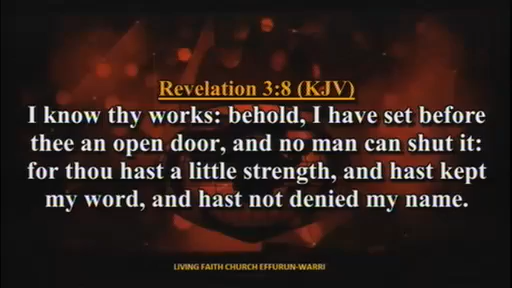 Revelation 3:8 (KJV)
I know thy works: behold, I have set before
thee an open door, and no man can shut it:
for thou hast a little strength, and hast kept
my word, and hast not denied my name.
LIVING FAITH CHURCH EFFURUN-WARRI